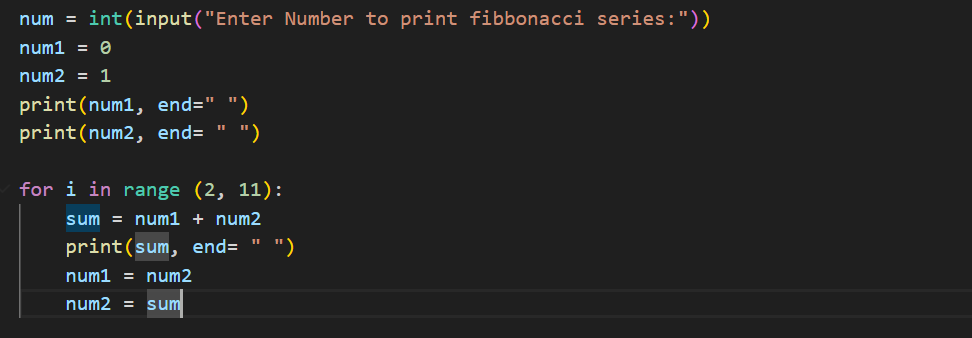 num = int(input("Enter Number to print fibbonacci series:"))
num1 = 0
num2 = 1
print(num1, end=" ")
print(num2, end= " ")

for i in range (2, 11):
    sum = num1 + num2
    print(sum, end= " ")
    num1 = num2
    num2 = sum